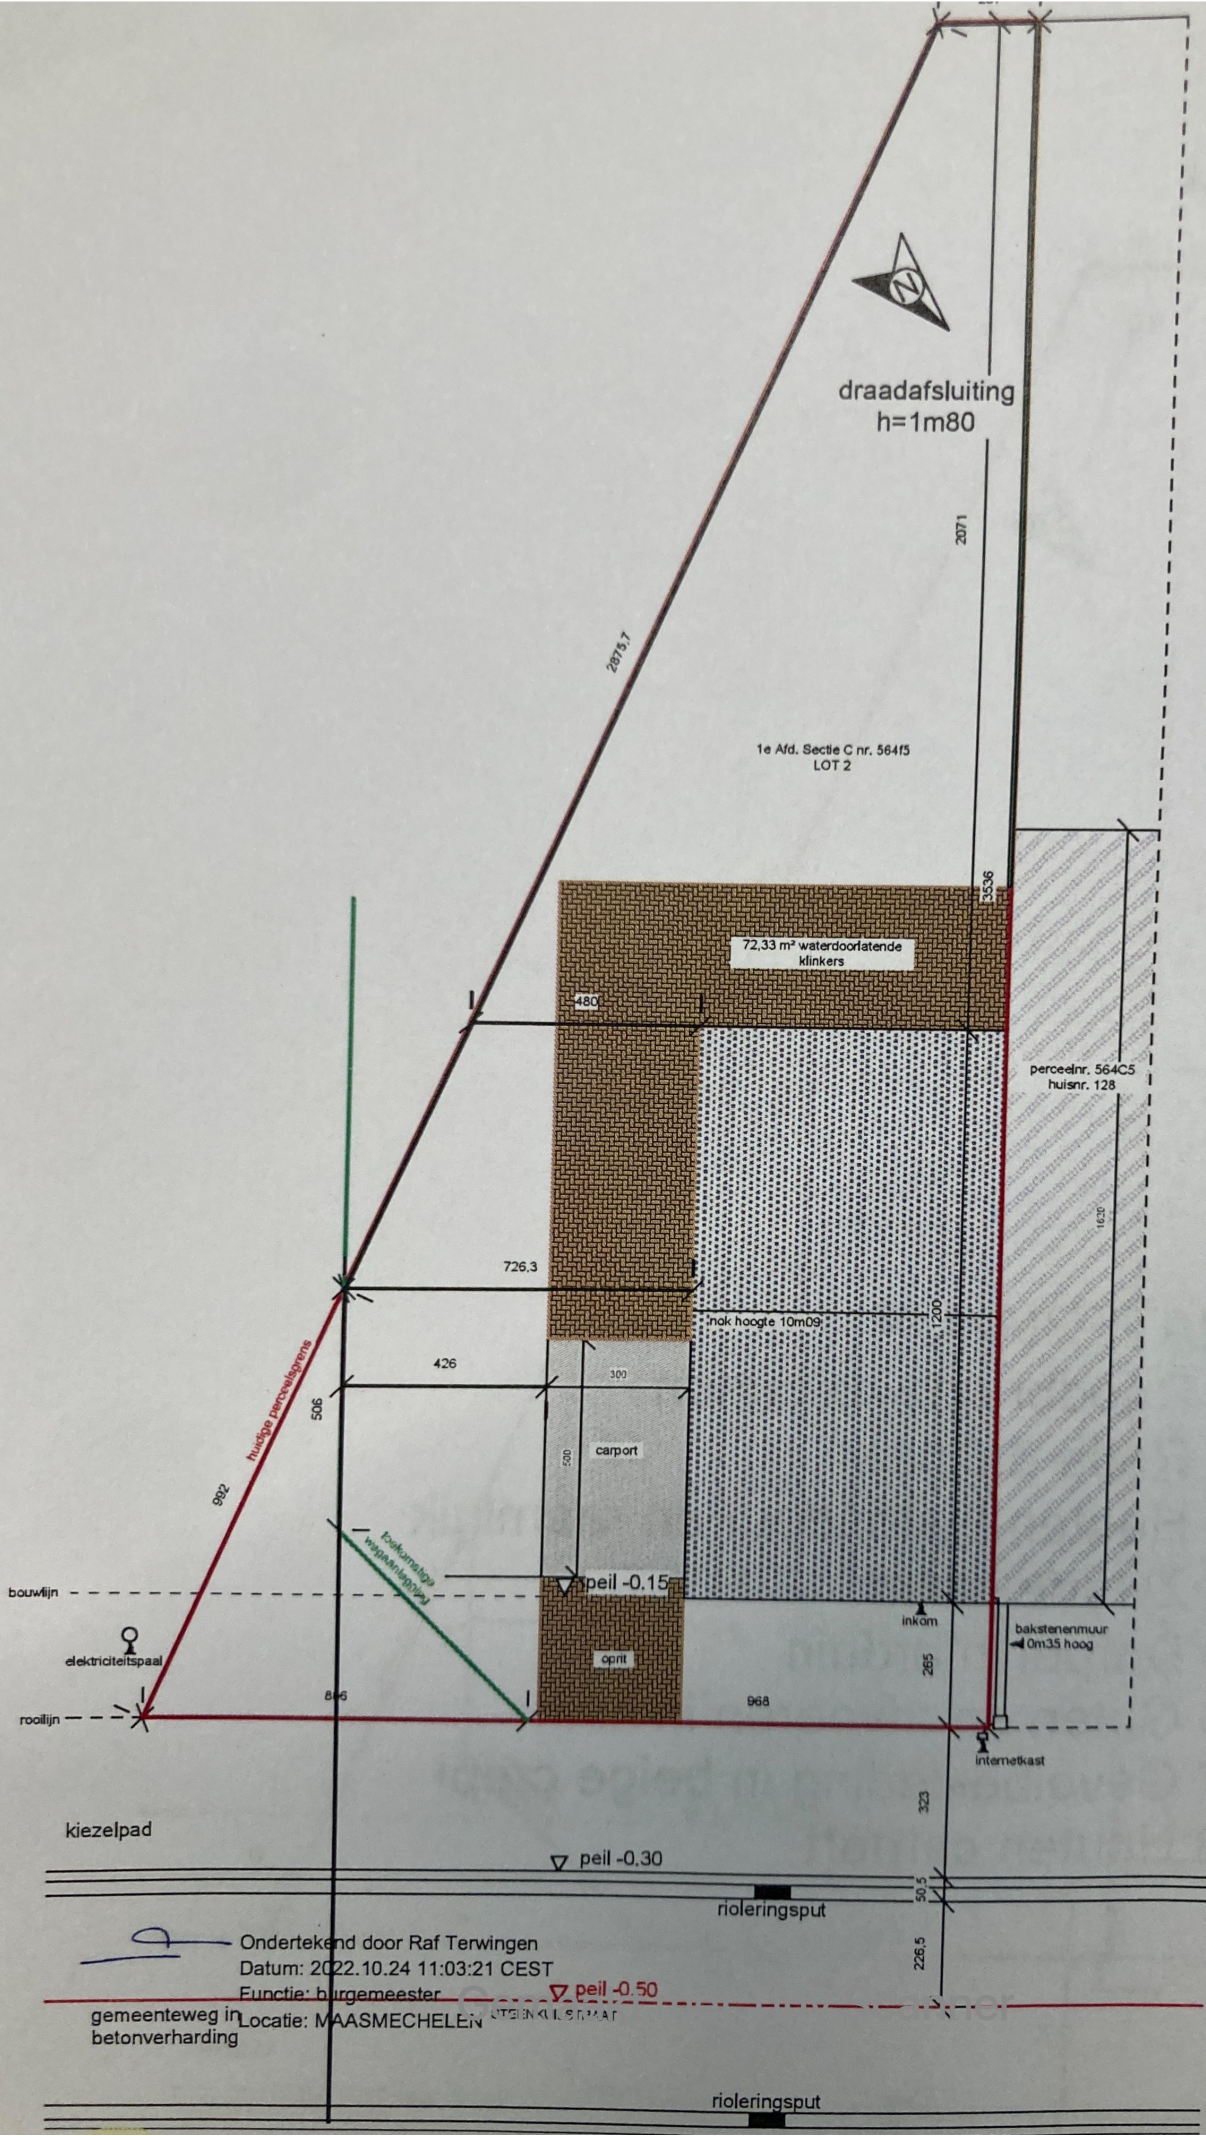 N
draadafsluiting
h=1m80
2071
2875,7
1e Afd. Sectie C nr. 564f5
LOT 2
3536
72,33 m² waterdoorlatende
klinkers
480
perceelnr. 564C5
huisnr. 128
1620
726,3
nok hoogte 10m09
1200
huidige perceelsgrens
426
300
506
992
500
carport
toekomstige
wegaanlegging
bouwlijn
peil -0.15
inkom
bakstenenmuur
0m35 hoog
elektriciteitspaal
oprit
265
rooilijn
968
internetkast
323
kiezelpad
peil -0.30
50,5
rioleringsput
Ondertekend door Raf Terwingen
Datum: 2022.10.24 11:03:21 CEST
226,5
Functie: burgemeester
peil -0.50
gemeenteweg in
betonverharding
Locatie: MAASMECHELEN
rioleringsput